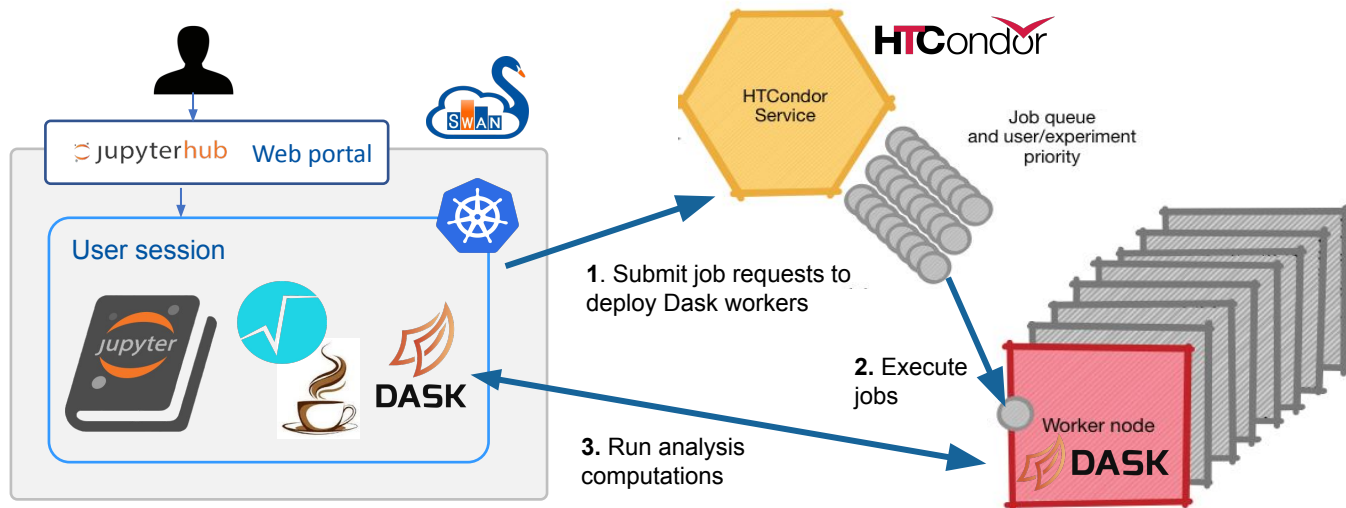 HTCondor
SWAN
HTCondor
Service
Job queue
and user/experiment
priority
jupyterhub Web portal
User session
1. Submit job requests to
deploy Dask workers
jupyter
DASK
2. Execute
jobs
3. Run analysis
computations
Worker node
DASK